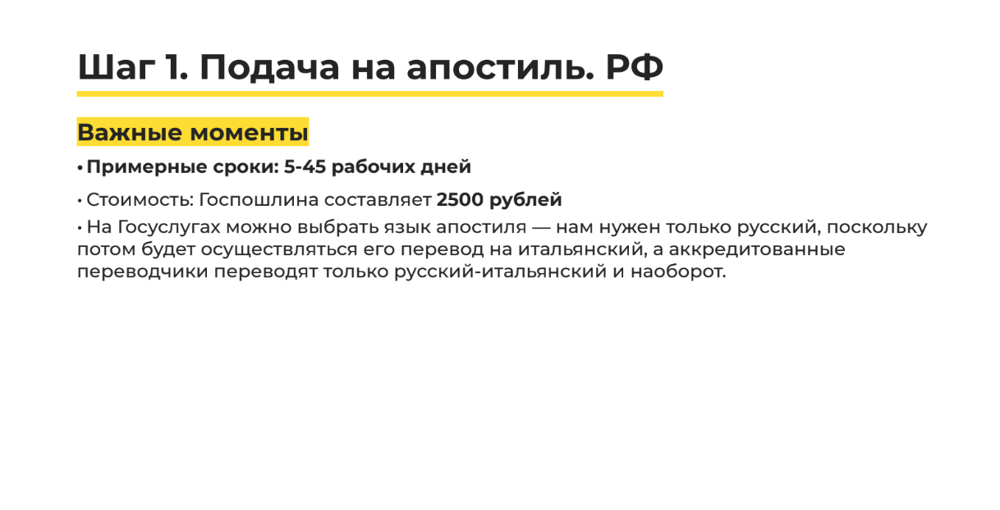 Шаг 1. Подача на апостиль. РФ
Важные моменты
• Примерные сроки: 5-45 рабочих дней
• Стоимость: Госпошлина составляет 2500 рублей
• На Госуслугах можно выбрать язык апостиля — нам нужен только русский, поскольку
потом будет осуществляться его перевод на итальянский, а аккредитованные
переводчики переводят только русский-итальянский и наоборот.